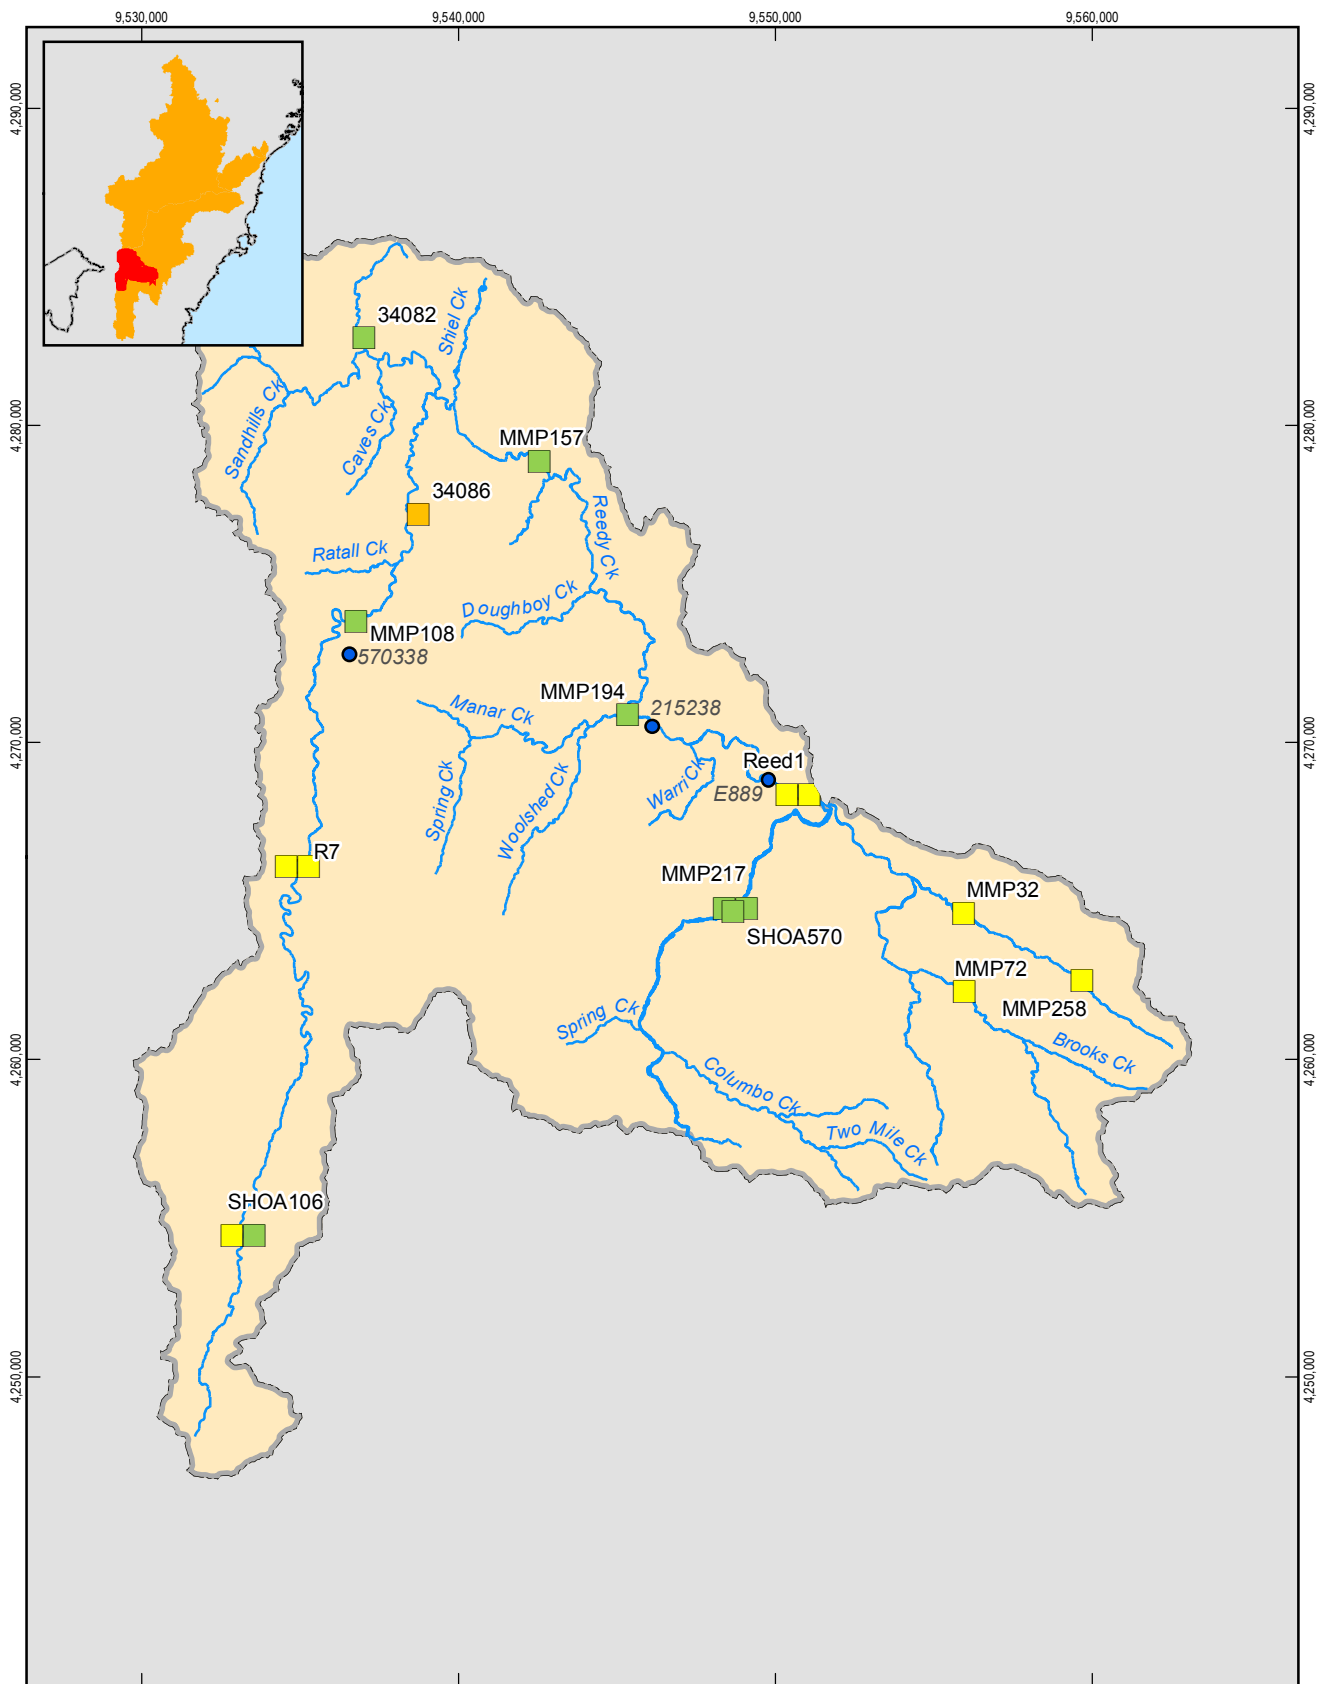 9,530,000
9,540,000
9,550,000
9,560,000
4,290,000
4,290,000
34082
Shiel Ck
Sandhills Ck
Caves Ck
4,280,000
4,280,000
MMP157
34086
Reedy Ck
Ratall Ck
Doughboy Ck
MMP108
570338
MMP194
215238
Manar Ck
4,270,000
4,270,000
Reed1
E889
Warri Ck
Spring Ck
Woolshed Ck
R7
MMP217
MMP32
SHOA570
MMP72
MMP258
Spring Ck
Brooks Ck
4,260,000
4,260,000
Columbo Ck
Two Mile Ck
SHOA106
4,250,000
4,250,000